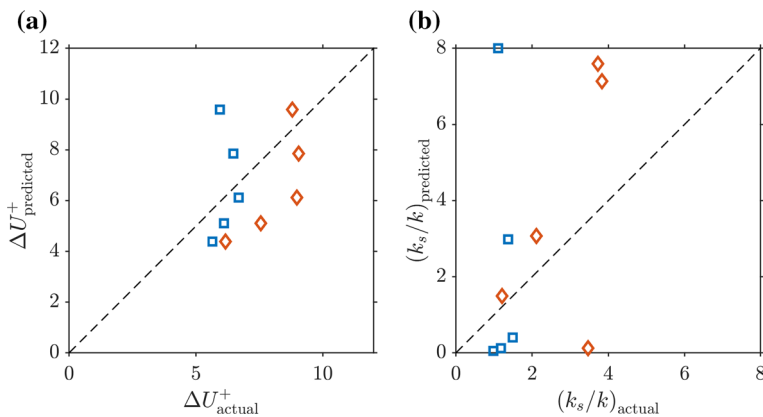 (a)
12
10
8
6
4
2
0
0 5 10
ΔU⁺predicted
ΔU⁺actual
(b)
8
6
4
2
0
0 2 4 6 8
(kₛ/k)predicted
(kₛ/k)actual